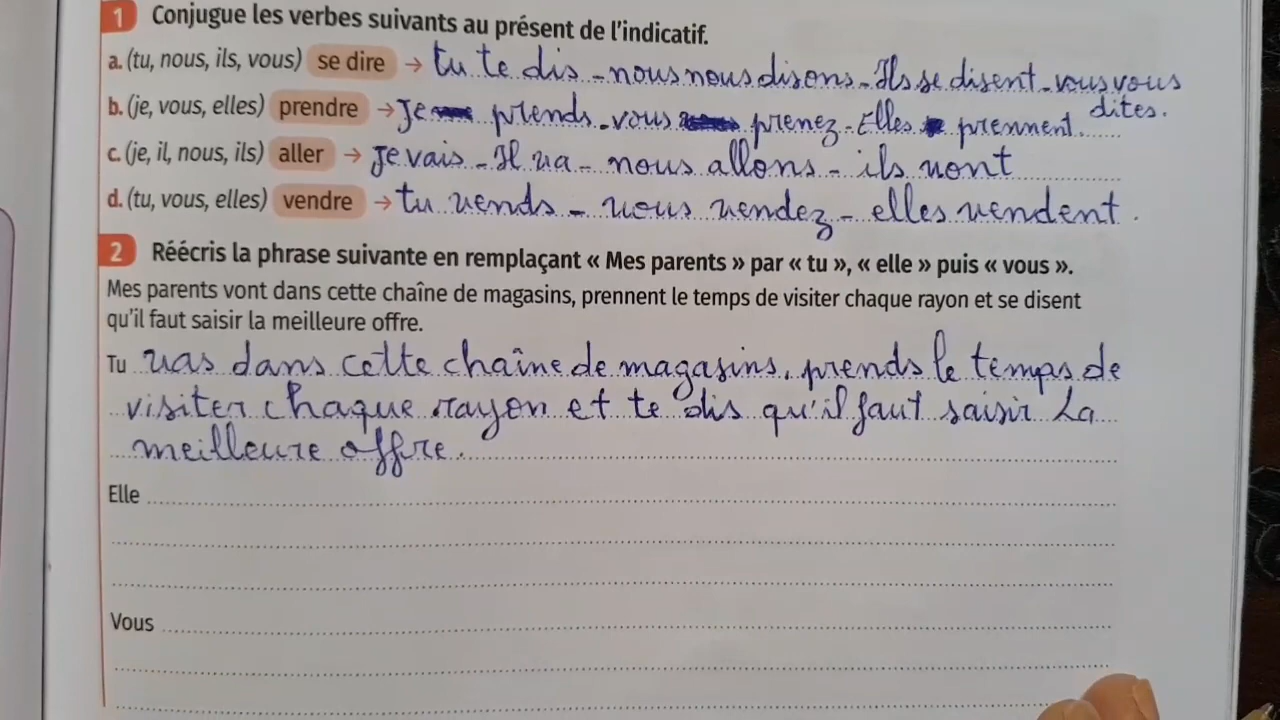 1 Conjugue les verbes suivants au présent de l'indicatif.
a. (tu, nous, ils, vous) se dire → tu te dis - nous nous disons - Ils se disent - vous vous
dites.
b. (je, vous, elles) prendre → Je prends - vous prenez - Elles prennent.
c. (je, il, nous, ils) aller → Je vais - Il va - nous allons - ils vont
d. (tu, vous, elles) vendre → tu vends - vous vendez - elles vendent.
2 Réécris la phrase suivante en remplaçant « Mes parents » par « tu », « elle » puis « vous ».
Mes parents vont dans cette chaîne de magasins, prennent le temps de visiter chaque rayon et se disent
qu'il faut saisir la meilleure offre.
Tu vas dans cette chaîne de magasins, prends le temps de
visiter chaque rayon et te dis qu'il faut saisir la
meilleure offre.
Elle
Vous